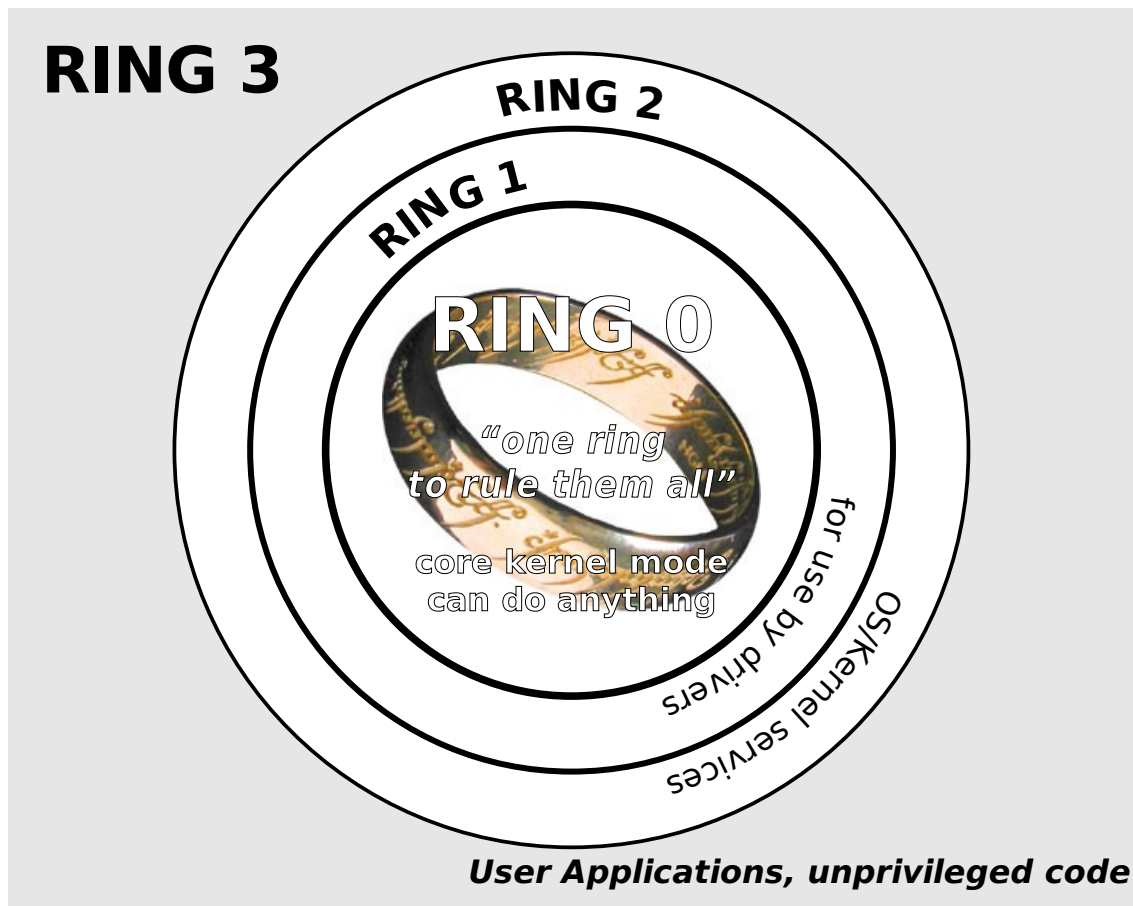 RING 3
RING 2
RING 1
RING 0
“one ring
to rule them all”
core kernel mode
can do anything
for use by drivers
OS/Kernel services
User Applications, unprivileged code